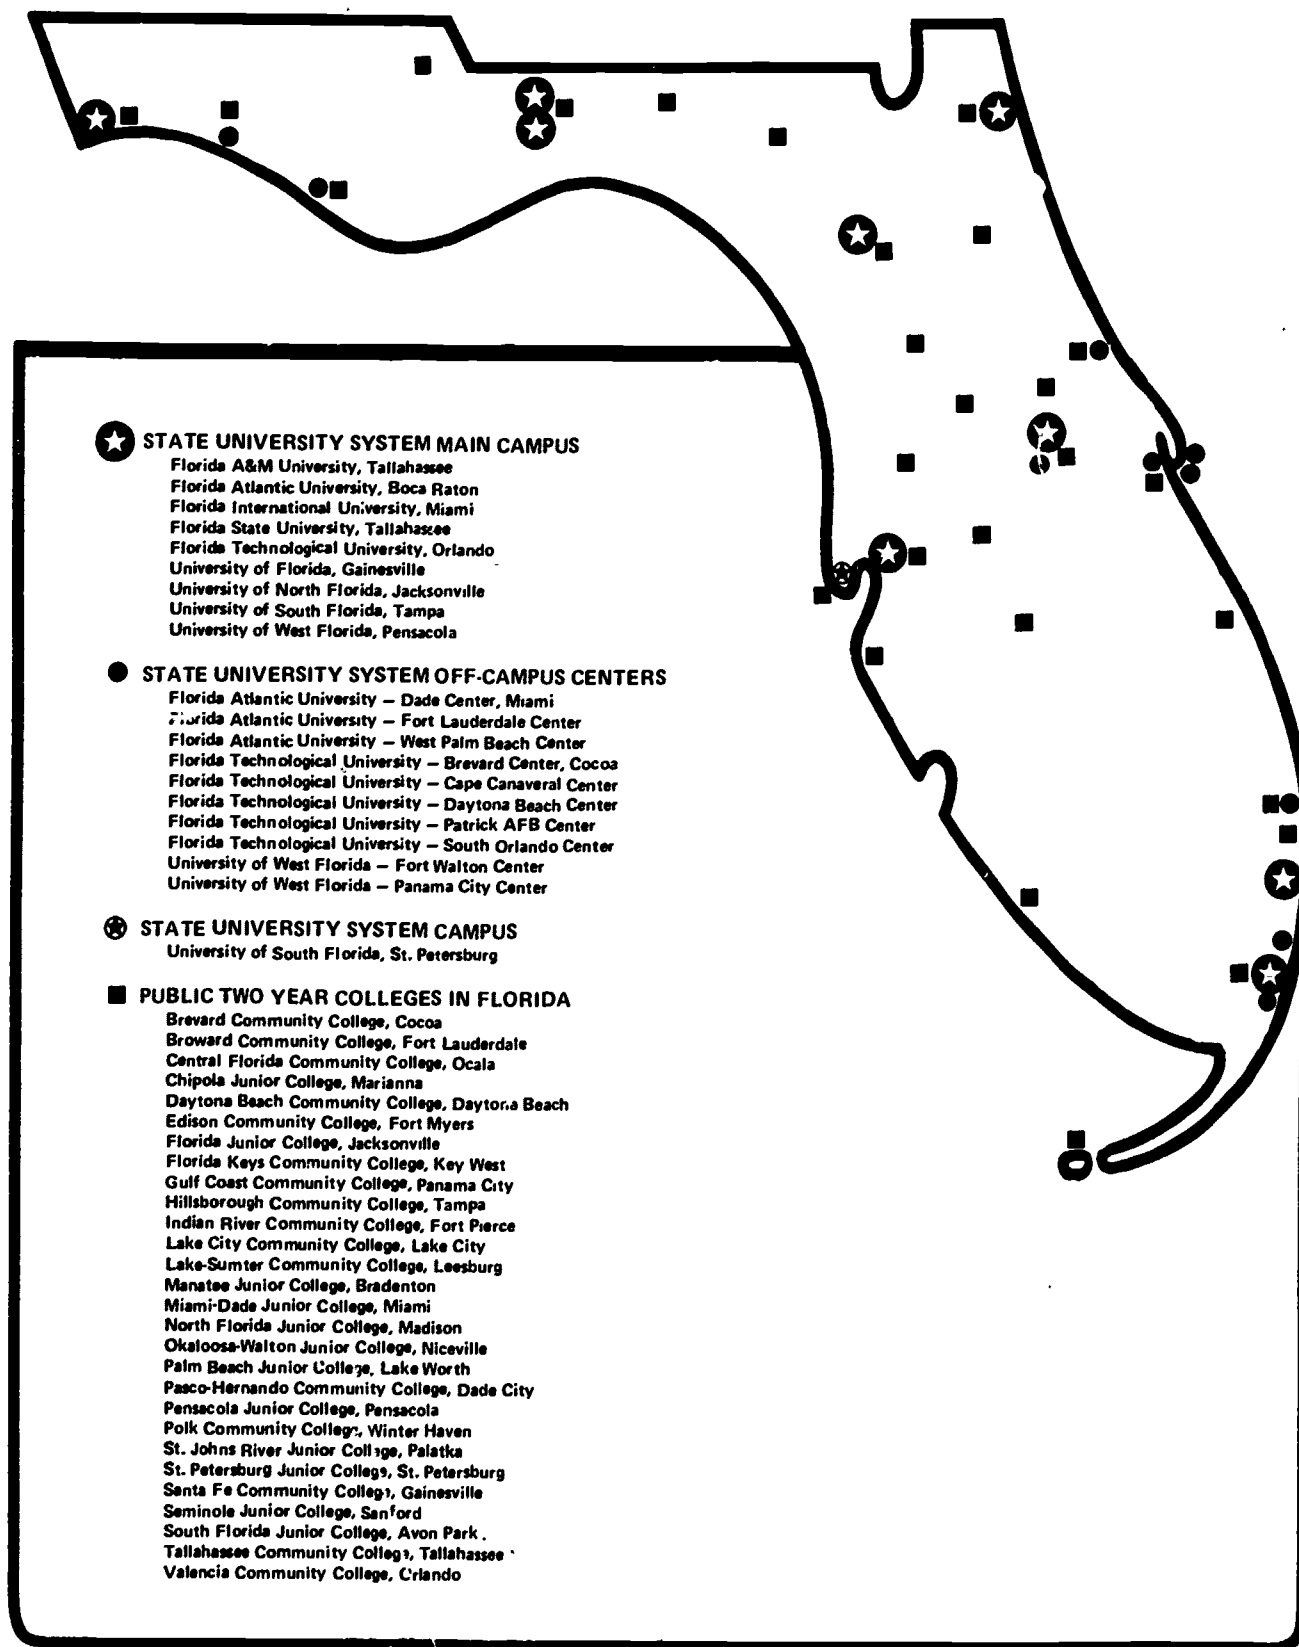 STATE UNIVERSITY SYSTEM MAIN CAMPUS
Florida A&M University, Tallahassee
Florida Atlantic University, Boca Raton
Florida International University, Miami
Florida State University, Tallahassee
Florida Technological University, Orlando
University of Florida, Gainesville
University of North Florida, Jacksonville
University of South Florida, Tampa
University of West Florida, Pensacola
STATE UNIVERSITY SYSTEM OFF-CAMPUS CENTERS
Florida Atlantic University – Dade Center, Miami
Florida Atlantic University – Fort Lauderdale Center
Florida Atlantic University – West Palm Beach Center
Florida Technological University – Brevard Center, Cocoa
Florida Technological University – Cape Canaveral Center
Florida Technological University – Daytona Beach Center
Florida Technological University – Patrick AFB Center
Florida Technological University – South Orlando Center
University of West Florida – Fort Walton Center
University of West Florida – Panama City Center
STATE UNIVERSITY SYSTEM CAMPUS
University of South Florida, St. Petersburg
PUBLIC TWO YEAR COLLEGES IN FLORIDA
Brevard Community College, Cocoa
Broward Community College, Fort Lauderdale
Central Florida Community College, Ocala
Chipola Junior College, Marianna
Daytona Beach Community College, Daytona Beach
Edison Community College, Fort Myers
Florida Junior College, Jacksonville
Florida Keys Community College, Key West
Gulf Coast Community College, Panama City
Hillsborough Community College, Tampa
Indian River Community College, Fort Pierce
Lake City Community College, Lake City
Lake-Sumter Community College, Leesburg
Manatee Junior College, Bradenton
Miami-Dade Junior College, Miami
North Florida Junior College, Madison
Okaloosa-Walton Junior College, Niceville
Palm Beach Junior College, Lake Worth
Pasco-Hernando Community College, Dade City
Pensacola Junior College, Pensacola
Polk Community College, Winter Haven
St. Johns River Junior College, Palatka
St. Petersburg Junior College, St. Petersburg
Santa Fe Community College, Gainesville
Seminole Junior College, Sanford
South Florida Junior College, Avon Park
Tallahassee Community College, Tallahassee
Valencia Community College, Orlando